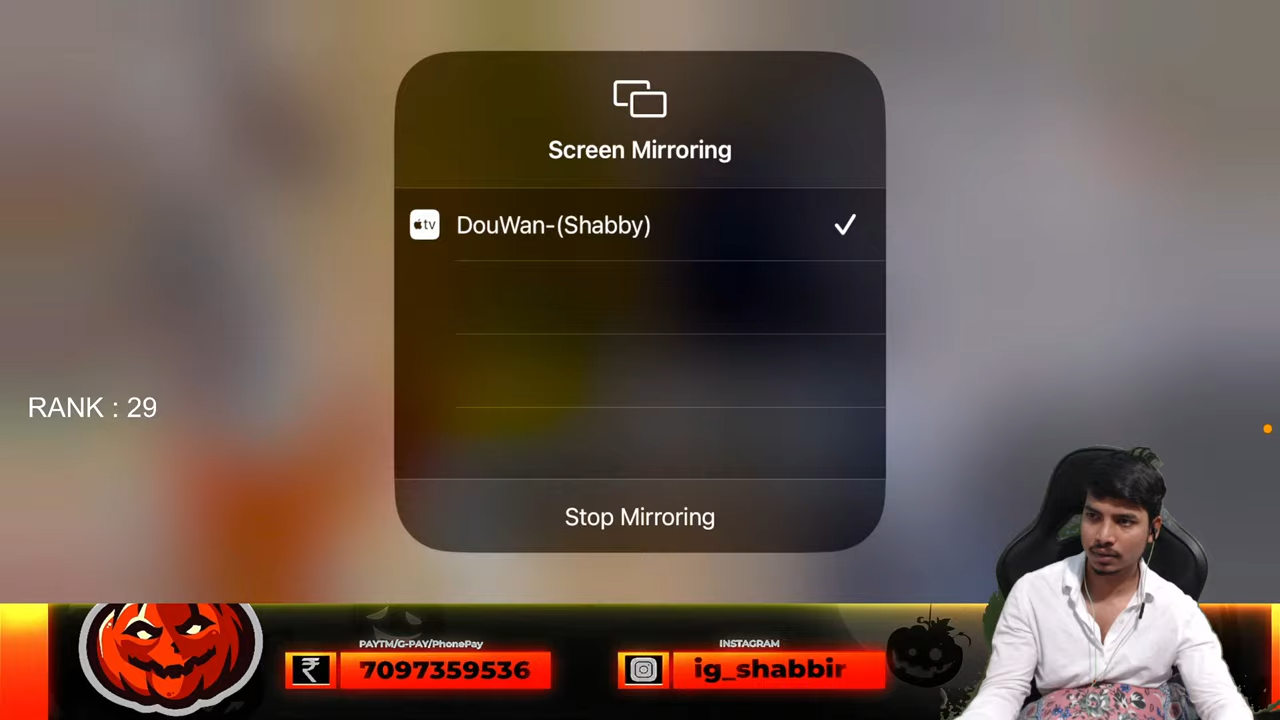 Screen Mirroring
tv
DouWan-(Shabby)
RANK : 29
Stop Mirroring
PAYTM/G-PAY/PhonePay
₹
7097359536
INSTAGRAM
ig_shabbir